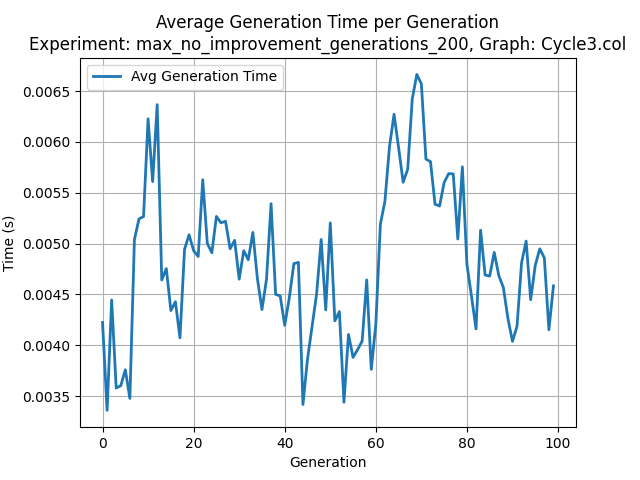 Average Generation Time per Generation
Experiment: max_no_improvement_generations_200, Graph: Cycle3.col
Avg Generation Time
0.0065
0.0060
0.0055
0.0050
0.0045
0.0040
0.0035
Time (s)
0 20 40 60 80 100
Generation